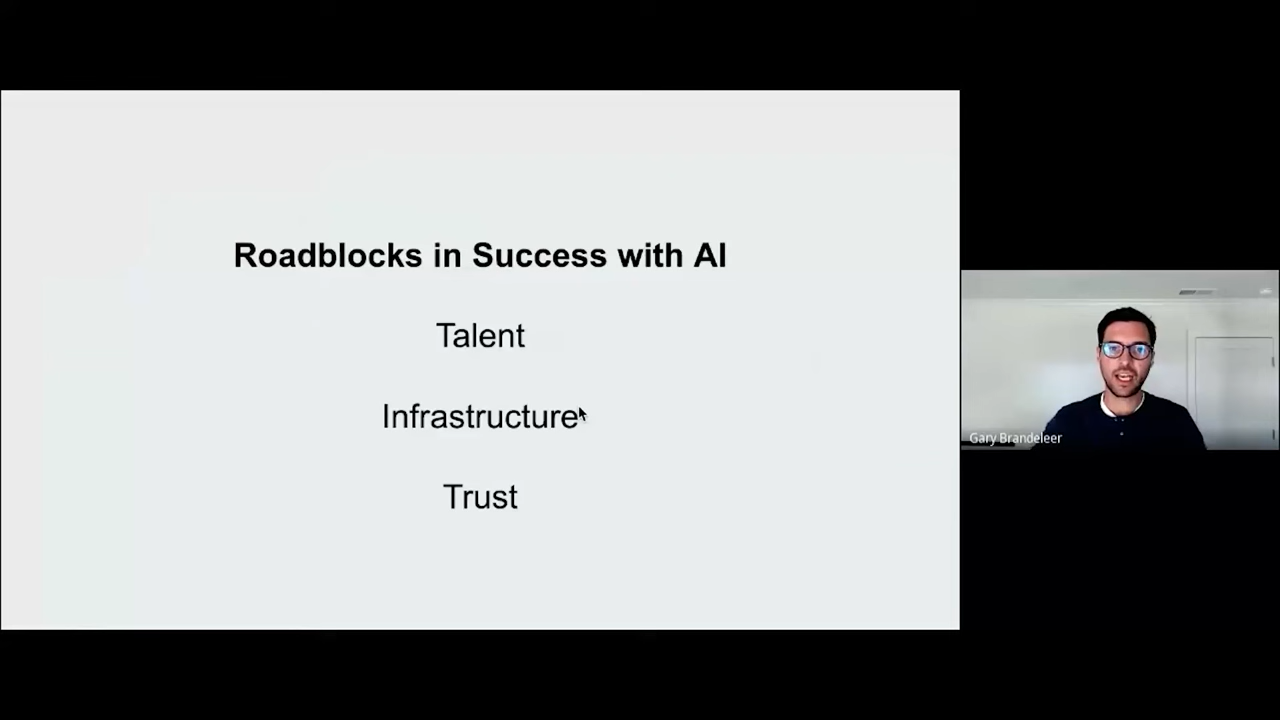 Roadblocks in Success with AI
Talent
Infrastructure
Trust
Gary Brandeleer